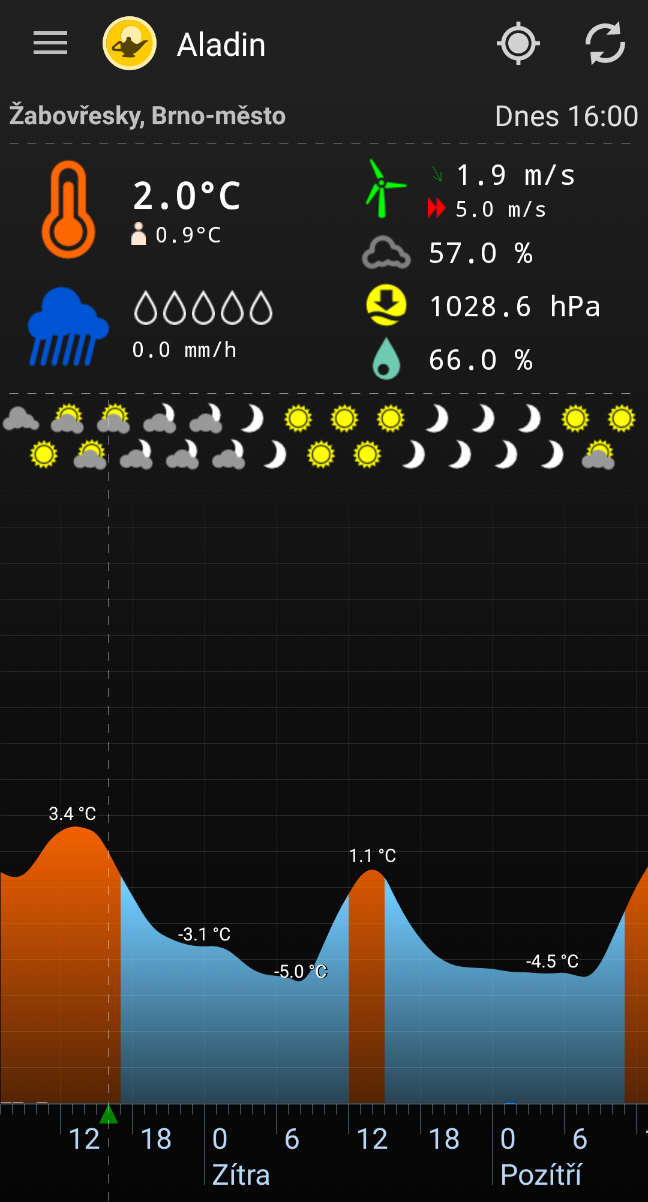 Aladin
Žabovřesky, Brno-město Dnes 16:00
2.0°C
0.9°C
0.0 mm/h
1.9 m/s
5.0 m/s
57.0 %
1028.6 hPa
66.0 %
3.4 °C
1.1 °C
-3.1 °C
-5.0 °C
-4.5 °C
12 18 0 6 12 18 0 6
Zítra Pozítří